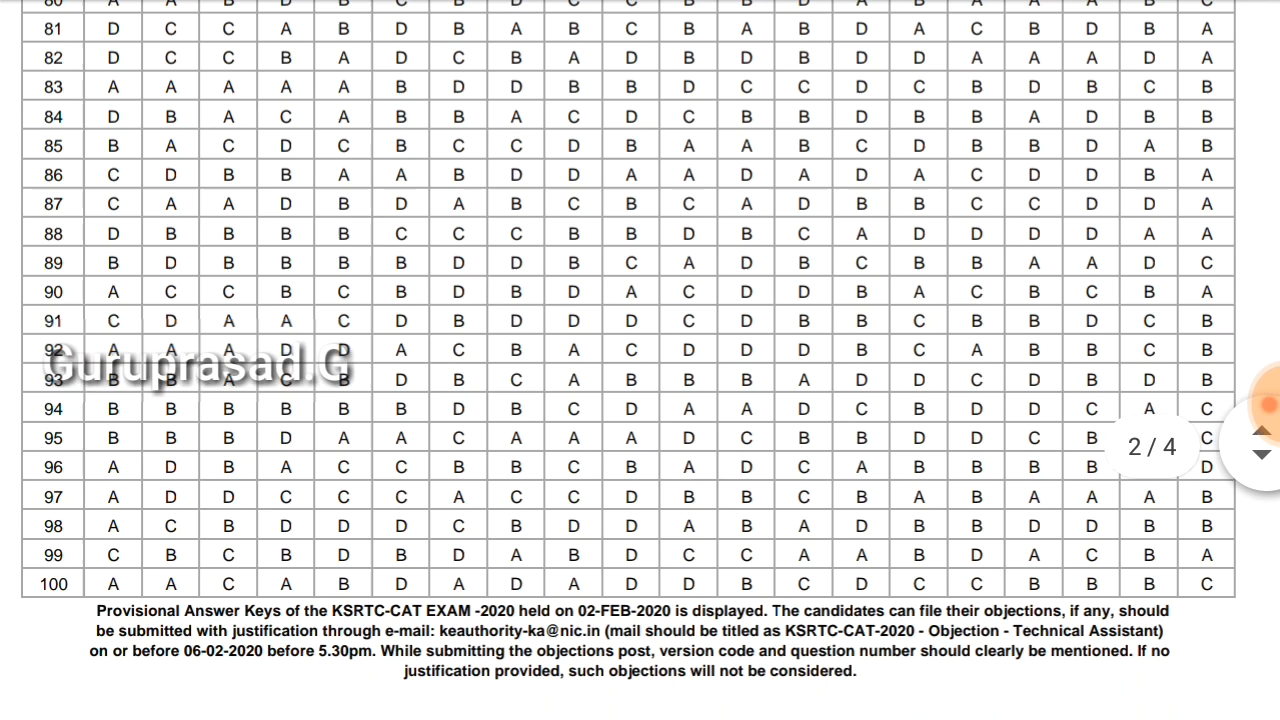 81 D C C A B D B A B C B A B D A C B D B A
82 D C C B A D C B A D B D B D D A A A D A
83 A A A A A B D D B B D C C D C B D B C B
84 D B A C A B B A C D C B B D B B A D B B
85 B A C D C B C C D B A A B C D B B D A B
86 C D B B A A B D D A A D A D A C D D B A
87 C A A D B D A B C B C A D B B C C D D A
88 D B B B B C C C B B D B C A D D D D A A
89 B D B B B B D D B C A D B C B B A A D C
90 A C C B C B D B D A C D D B A C B C B A
91 C D A A C D B D D D C D B B C B B D C B
92 A A A D D A C B A C D D D B C A B B C B
Guruprasad.G
93 B B A C B D B C A B B B A D D C D B D B
94 B B B B B B D B C D A A D C B D D C A C
95 B B B D A A C A A A D C B B D D C B C
2 / 4
96 A D B A C C B B C B A D C A B B B B D
97 A D D C C C A C C D B B C B A B A A A B
98 A C B D D D C B D D A B A D B B D D B B
99 C B C B D B D A B D C C A A B D A C B A
100 A A C A B D A D A D D B C D C C B B B C
Provisional Answer Keys of the KSRTC-CAT EXAM -2020 held on 02-FEB-2020 is displayed. The candidates can file their objections, if any, should
be submitted with justification through e-mail: keauthority-ka@nic.in (mail should be titled as KSRTC-CAT-2020 - Objection - Technical Assistant)
on or before 06-02-2020 before 5.30pm. While submitting the objections post, version code and question number should clearly be mentioned. If no
justification provided, such objections will not be considered.